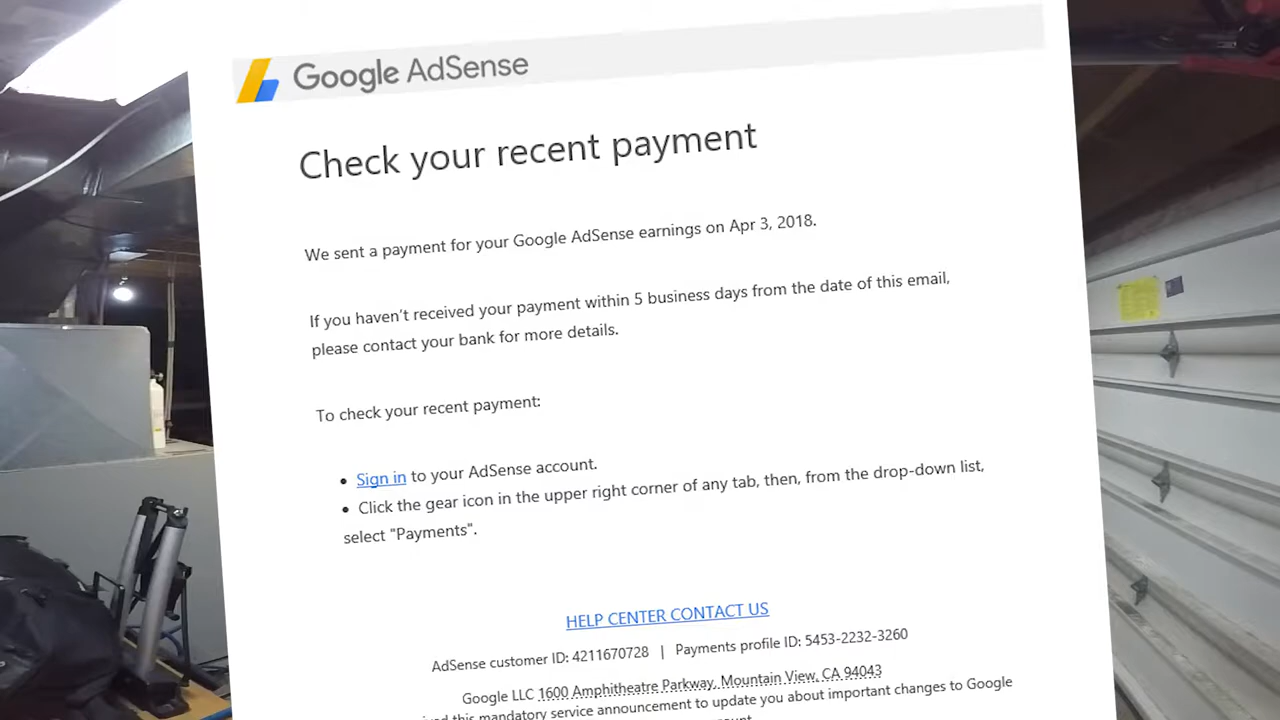 Google AdSense
Check your recent payment
We sent a payment for your Google AdSense earnings on Apr 3, 2018.
If you haven't received your payment within 5 business days from the date of this email,
please contact your bank for more details.
To check your recent payment:
• Sign in to your AdSense account.
• Click the gear icon in the upper right corner of any tab, then, from the drop-down list,
select "Payments".
HELP CENTER CONTACT US
AdSense customer ID: 4211670728 | Payments profile ID: 5453-2232-3260
Google LLC 1600 Amphitheatre Parkway, Mountain View, CA 94043
this mandatory service announcement to update you about important changes to Google